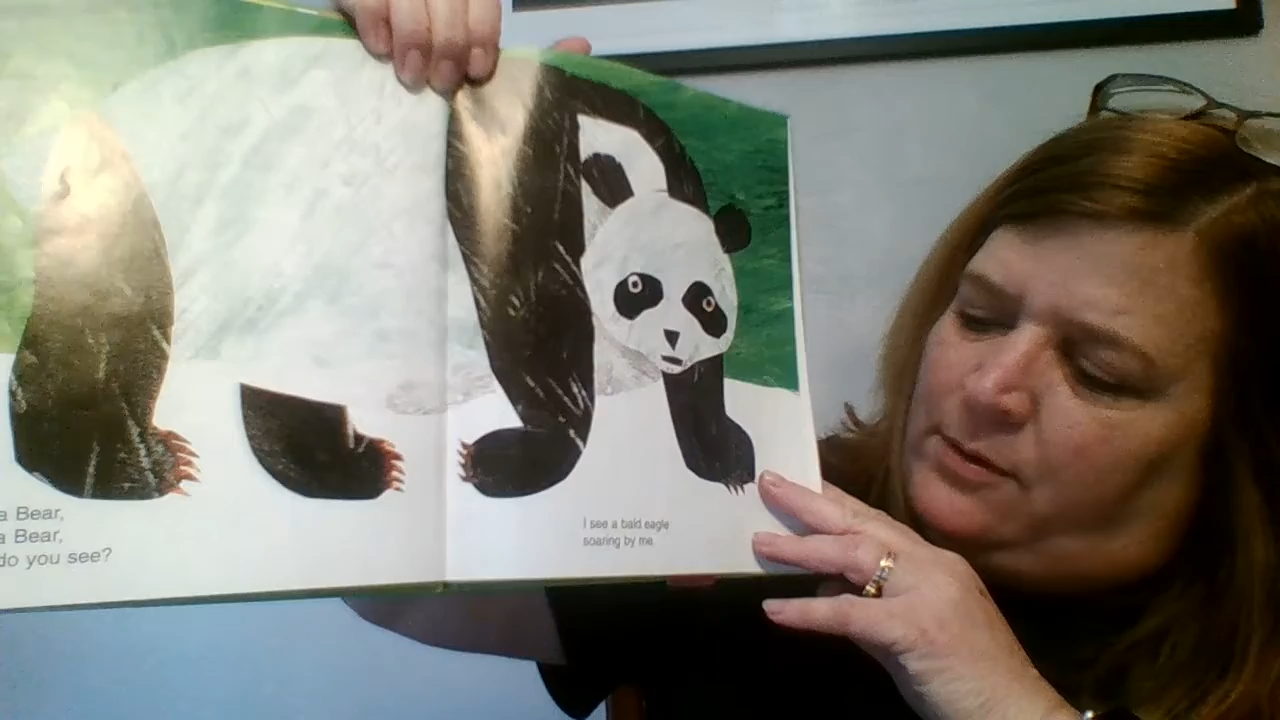 a Bear,
a Bear,
do you see?
I see a bald eagle
soaring by me.